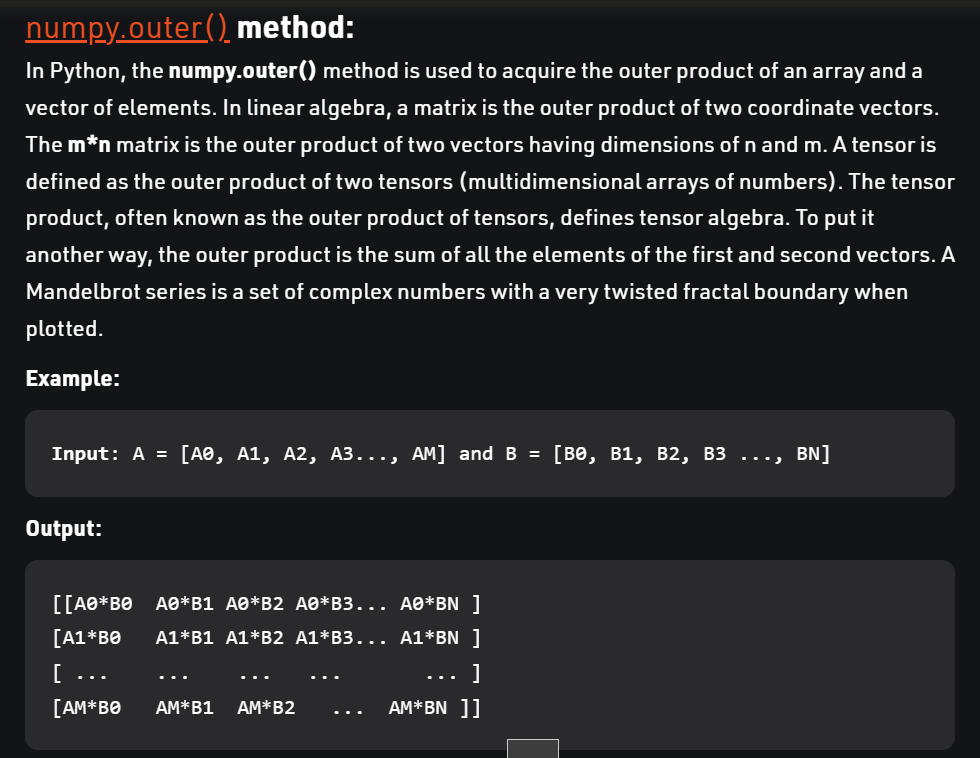 numpy.outer() method:
In Python, the numpy.outer() method is used to acquire the outer product of an array and a
vector of elements. In linear algebra, a matrix is the outer product of two coordinate vectors.
The m*n matrix is the outer product of two vectors having dimensions of n and m. A tensor is
defined as the outer product of two tensors (multidimensional arrays of numbers). The tensor
product, often known as the outer product of tensors, defines tensor algebra. To put it
another way, the outer product is the sum of all the elements of the first and second vectors. A
Mandelbrot series is a set of complex numbers with a very twisted fractal boundary when
plotted.
Example:
Input: A = [A0, A1, A2, A3..., AM] and B = [B0, B1, B2, B3 ..., BN]
Output:
[[A0*B0  A0*B1 A0*B2 A0*B3... A0*BN ]
[A1*B0   A1*B1 A1*B2 A1*B3... A1*BN ]
[ ...    ...    ...   ...       ... ]
[AM*B0   AM*B1  AM*B2   ...  AM*BN ]]